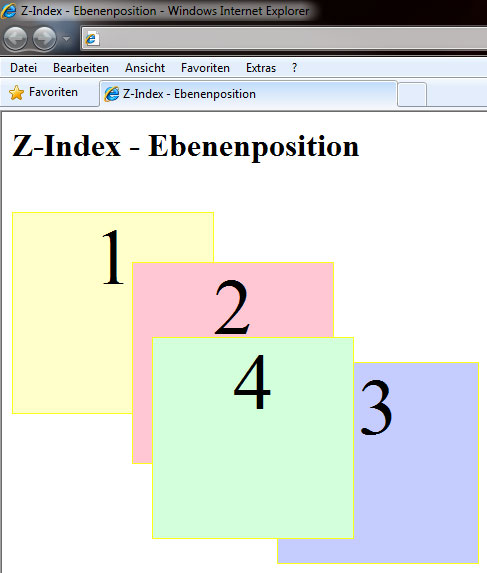 Z-Index - Ebenenposition - Windows Internet Explorer
Datei Bearbeiten Ansicht Favoriten Extras ?
Favoriten Z-Index - Ebenenposition
Z-Index - Ebenenposition
1
2
4
3